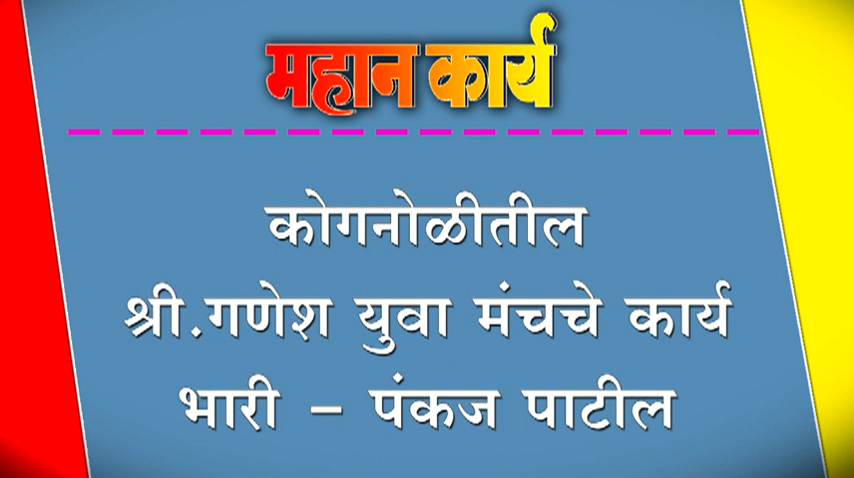 महान कार्य
कोगनोळीतील
श्री.गणेश युवा मंचचे कार्य
भारी – पंकज पाटील